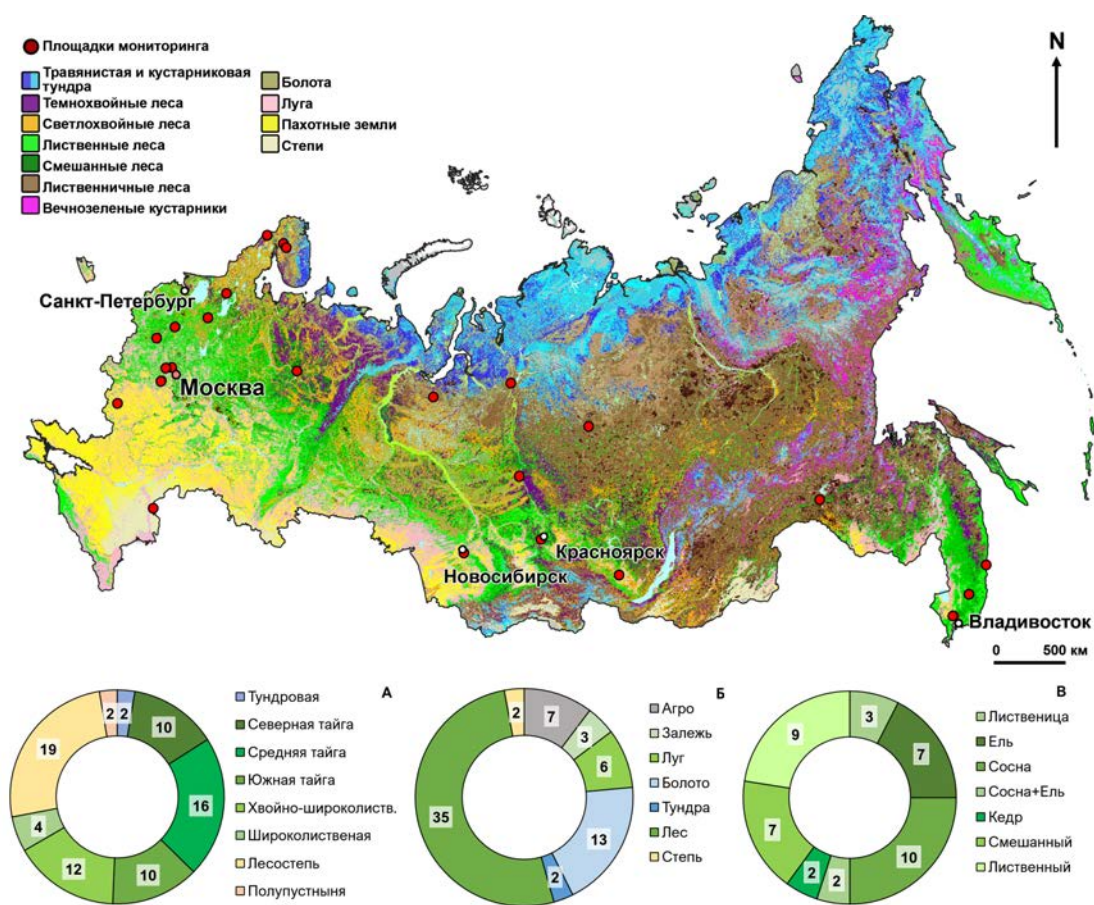 Площадки мониторинга
Травянистая и кустарниковая
тундра
Темнохвойные леса
Светлохвойные леса
Лиственные леса
Смешанные леса
Лиственничные леса
Вечнозеленые кустарники
Болота
Луга
Пахотные земли
Степи
N
Санкт-Петербург
Москва
Новосибирск
Красноярск
Владивосток
0 500 км
А
2
10
16
10
12
4
19
2
Тундровая
Северная тайга
Средняя тайга
Южная тайга
Хвойно-широколиств.
Широколиственая
Лесостепь
Полупустныня
Б
7
3
6
13
2
35
2
Агро
Залежь
Луг
Болото
Тундра
Лес
Степь
В
3
7
10
2
2
7
9
Лиственица
Ель
Сосна
Сосна+Ель
Кедр
Смешанный
Лиственный